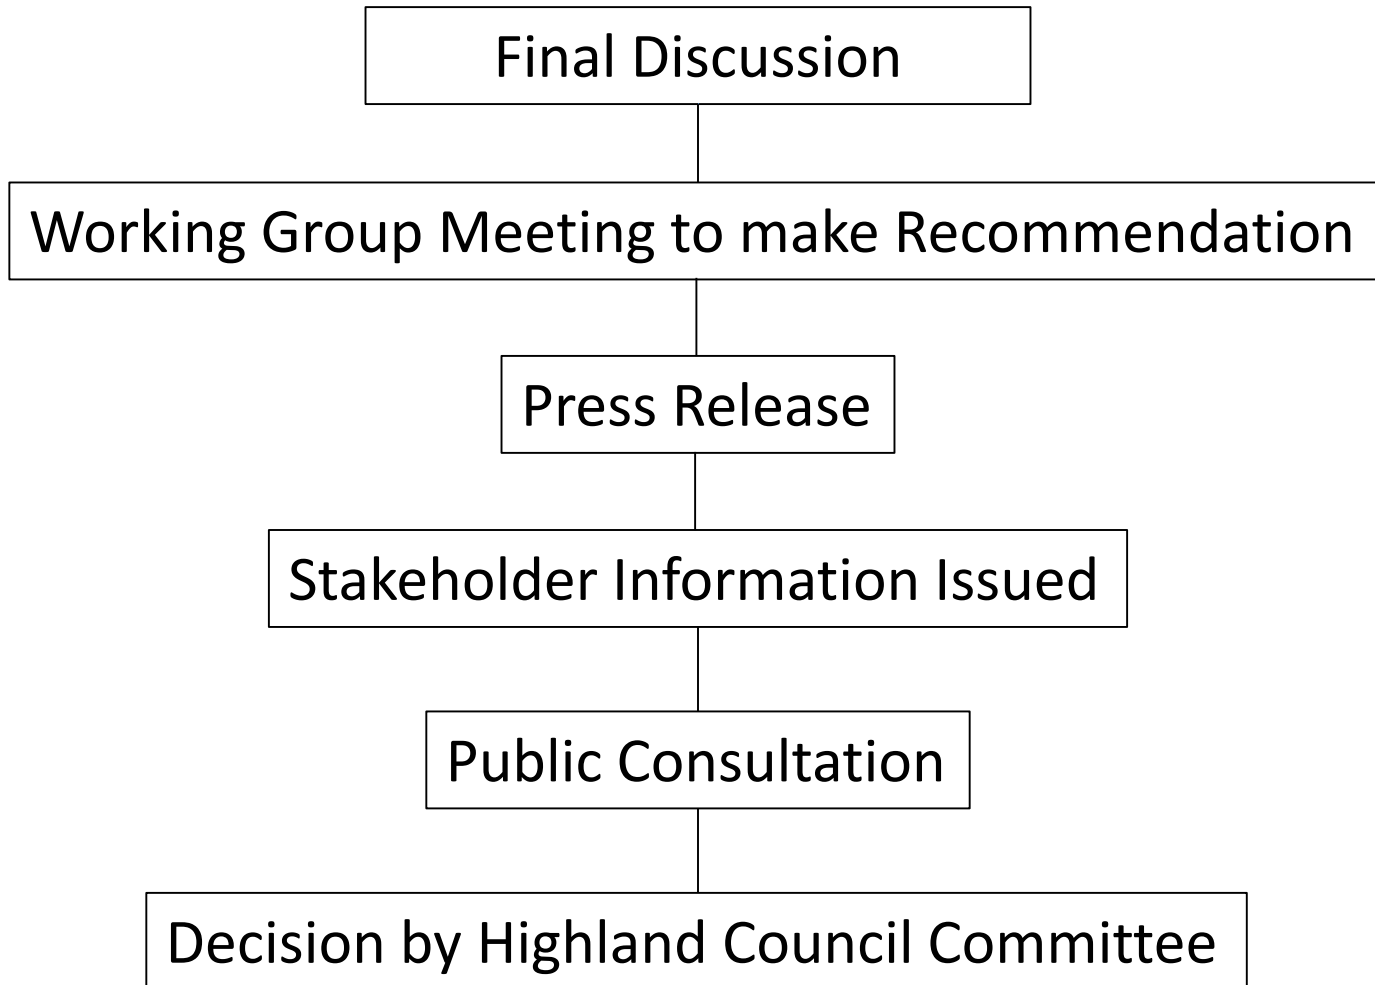 Final Discussion
Working Group Meeting to make Recommendation
Press Release
Stakeholder Information Issued
Public Consultation
Decision by Highland Council Committee